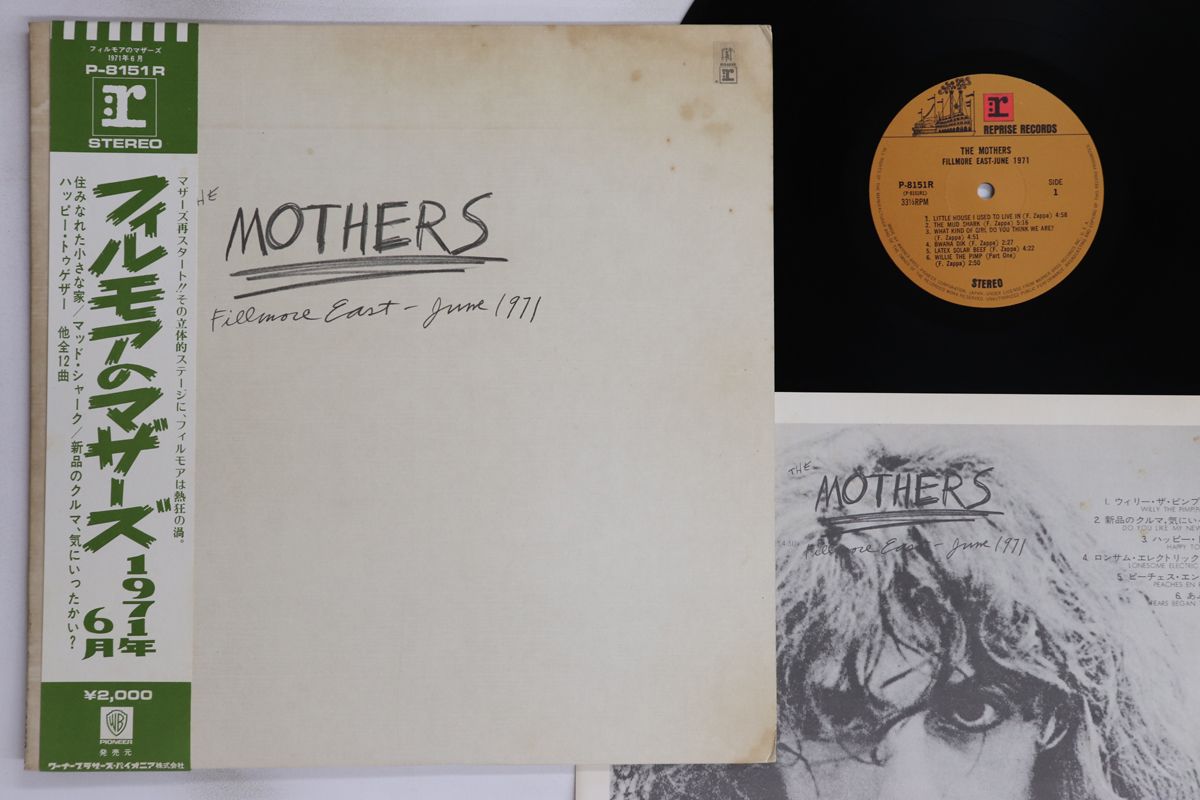 フィルモアのマザーズ
1971年6月
P-8151R
r
STEREO
マザーズ再スタート!!その立体的ステージに、フィルモアは熱狂の渦。
フィルモアのマザーズ
1971年
6月
住みなれた小さな家/マッド・シャーク/新品のクルマ、気にいったかい?
ハッピー・トゥゲザー 他全12曲
¥2,000
WB
PIONEER
発売元
ワーナーブラザーズ・パイオニア株式会社
HE
MOTHERS
Fillmore East - June 1971
r
r
REPRISE RECORDS
THE MOTHERS
FILLMORE EAST-JUNE 1971
P-8151R
(P-8151R1)
33⅓RPM
SIDE
1
1. LITTLE HOUSE I USED TO LIVE IN (F. Zappa) 4:58
2. THE MUD SHARK (F. Zappa) 5:16
3. WHAT KIND OF GIRL DO YOU THINK WE ARE?
(F. Zappa) 4:51
4. BWANA DIK (F. Zappa) 2:27
5. LATEX SOLAR BEEF (F. Zappa) 4:22
6. WILLIE THE PIMP (Part One)
(F. Zappa) 2:50
STEREO
THE
MOTHERS
Fillmore East - June 1971
1. ウィリー・ザ・ピンプ
WILLY THE PIMP
2. 新品のクルマ、気にい
DO YOU LIKE MY NEW
3. ハッピー・
HAPPY TO
4. ロンサム・エレクトリック
LONESOME ELECTRIC
5. ピーチェス・エン
PEACHES EN
6. あ
TEARS BEGAN